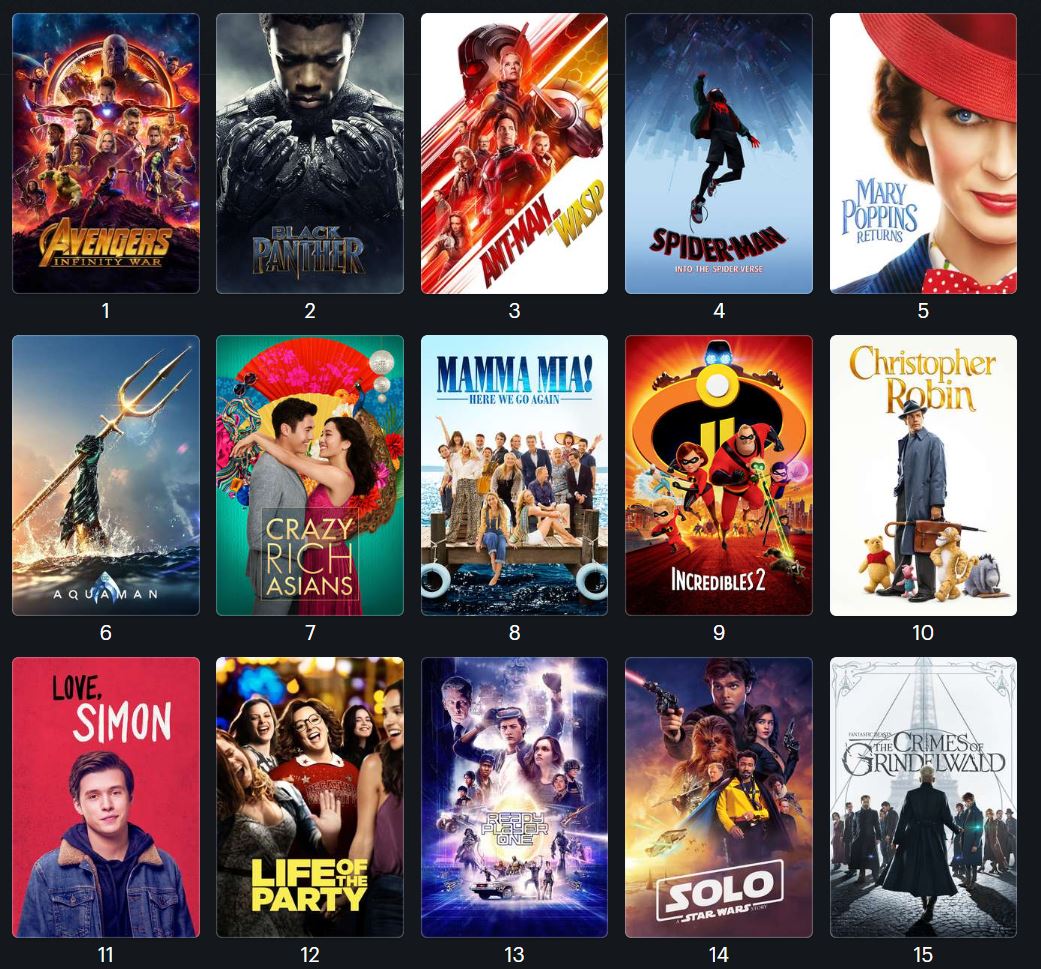 AVENGERS
INFINITY WAR
BLACK
PANTHER
ANT-MAN
AND THE
WASP
SPIDER-MAN
INTO THE SPIDER-VERSE
MARY
POPPINS
RETURNS
1
2
3
4
5
AQUAMAN
CRAZY
RICH
ASIANS
MAMMA MIA!
HERE WE GO AGAIN
INCREDIBLES 2
Christopher
Robin
6
7
8
9
10
LOVE,
SIMON
LIFE OF
THE
PARTY
READY
PLAYER
ONE
SOLO
A STAR WARS STORY
FANTASTIC BEASTS
THE CRIMES OF
GRINDELWALD
11
12
13
14
15